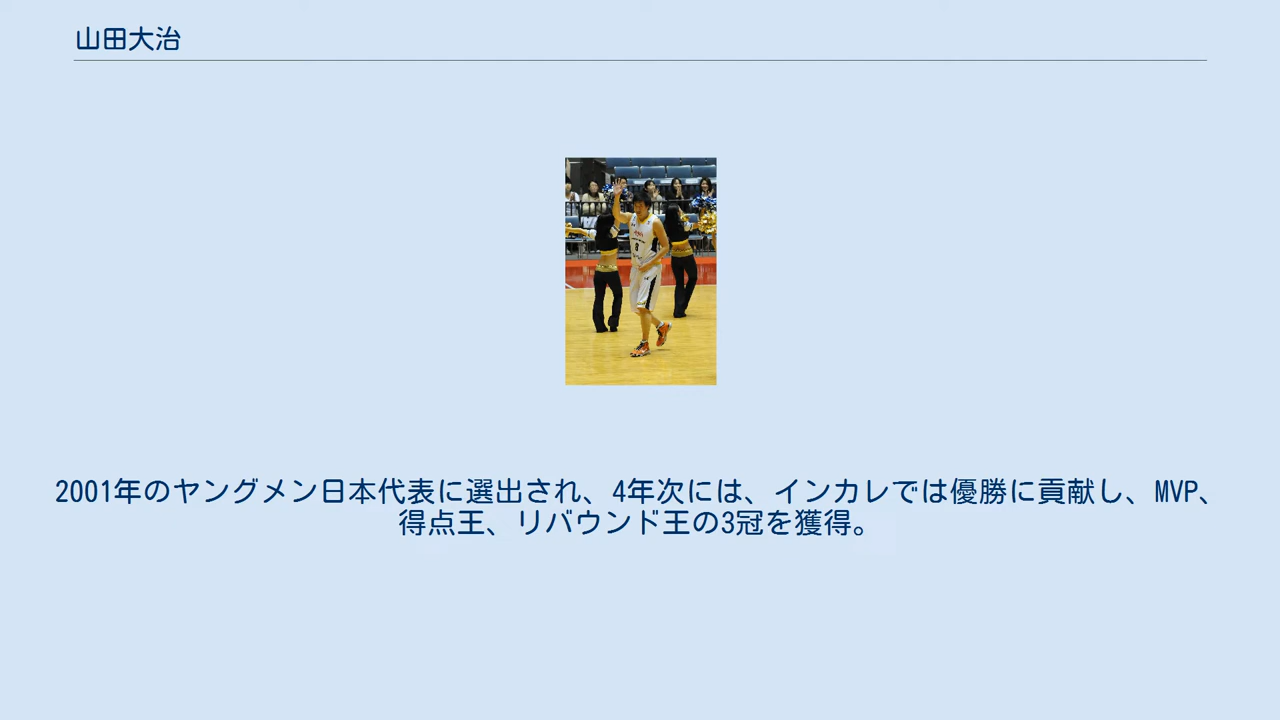 山田大治
2001年のヤングメン日本代表に選出され、4年次には、インカレでは優勝に貢献し、MVP、
得点王、リバウンド王の3冠を獲得。